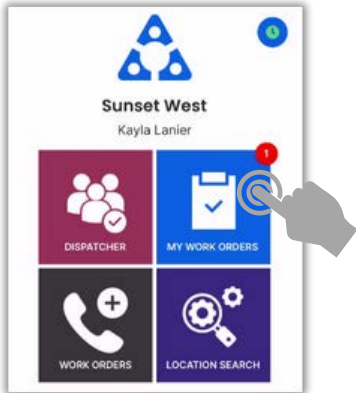 Sunset West
Kayla Lanier
1
DISPATCHER
MY WORK ORDERS
WORK ORDERS
LOCATION SEARCH